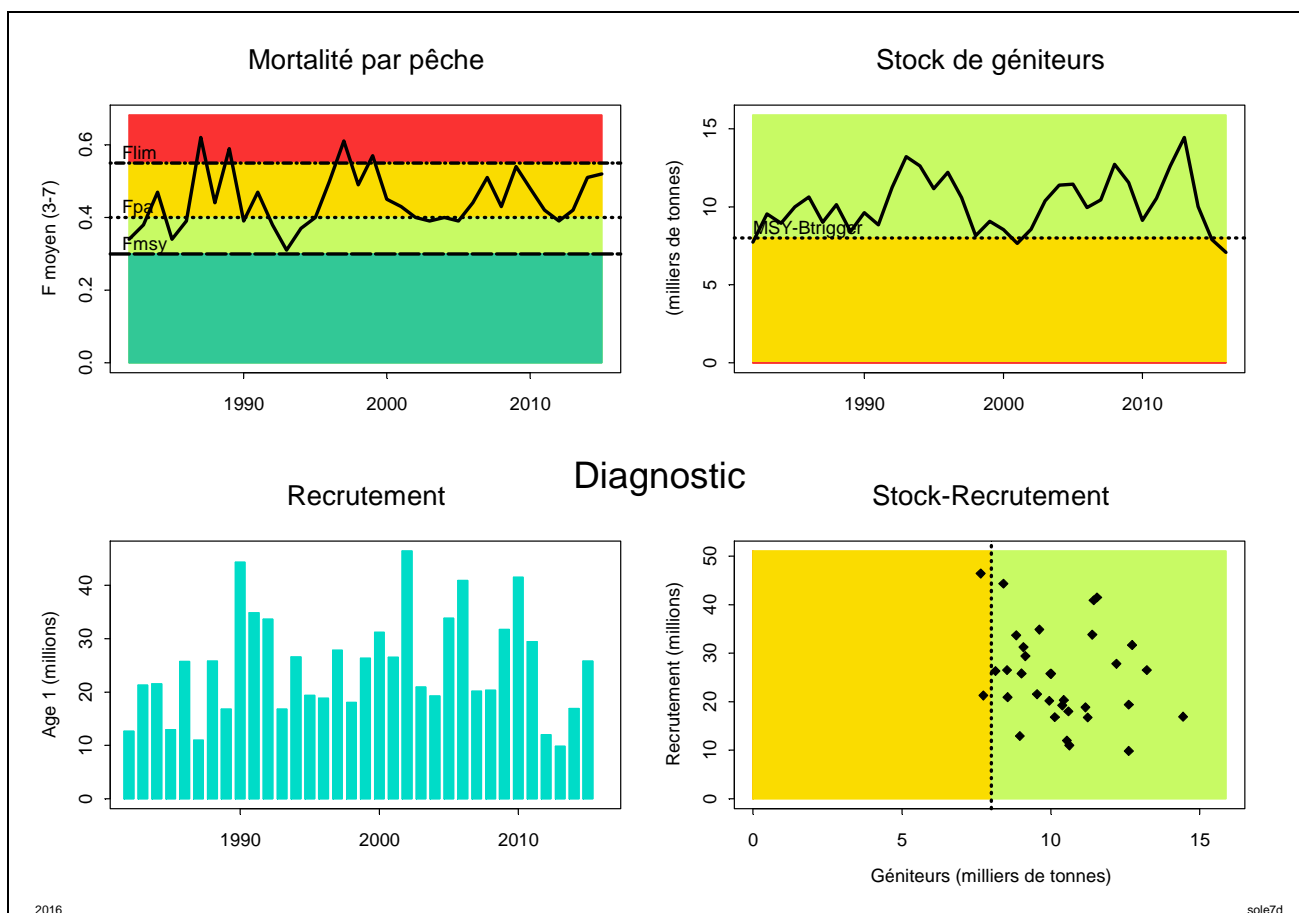 Mortalité par pêche
F moyen (3-7)
0.0 0.2 0.4 0.6
Flim
Fpa
Fmsy
1990 2000 2010
Stock de géniteurs
(milliers de tonnes)
0 5 10 15
MSY-Btrigger
1990 2000 2010
Diagnostic
Recrutement
Age 1 (millions)
0 10 20 30 40
1990 2000 2010
Stock-Recrutement
Recrutement (millions)
0 10 20 30 40 50
0 5 10 15
Géniteurs (milliers de tonnes)
2016
sole7d